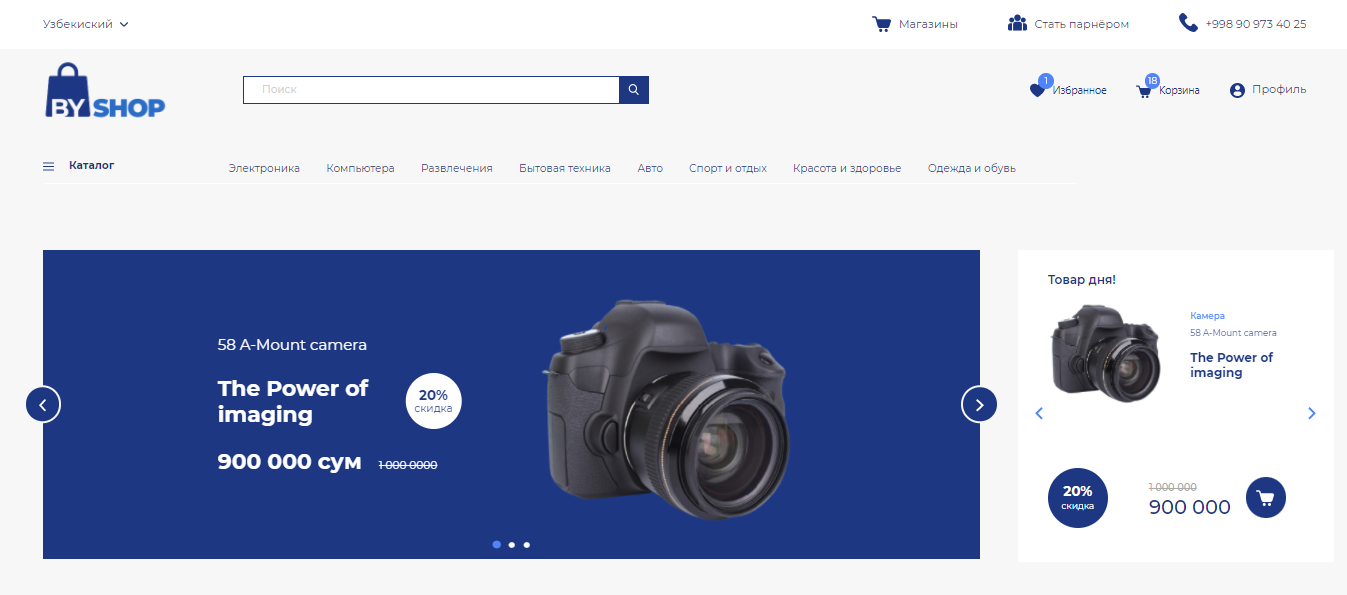 Узбекиский
Магазины
Стать парнёром
+998 90 973 40 25
BY SHOP
Поиск
1
Избранное
18
Корзина
Профиль
Каталог
Электроника
Компьютера
Развлечения
Бытовая техника
Авто
Спорт и отдых
Красота и здоровье
Одежда и обувь
58 A-Mount camera
The Power of
imaging
20%
скидка
900 000 сум
1 000 0000
Товар дня!
Камера
58 A-Mount camera
The Power of
imaging
20%
скидка
1 000 000
900 000